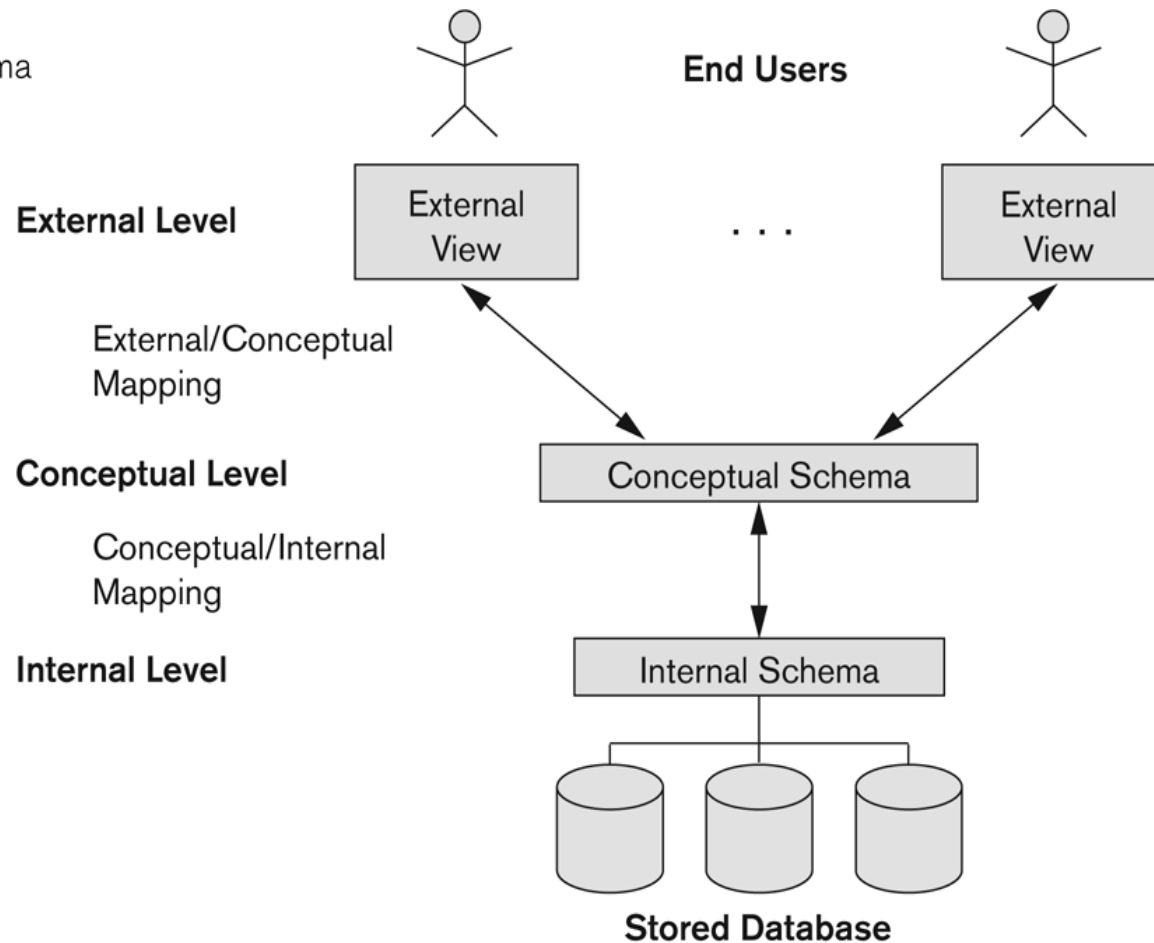 End Users
External Level
External
View
. . .
External
View
External/Conceptual
Mapping
Conceptual Level
Conceptual Schema
Conceptual/Internal
Mapping
Internal Level
Internal Schema
Stored Database